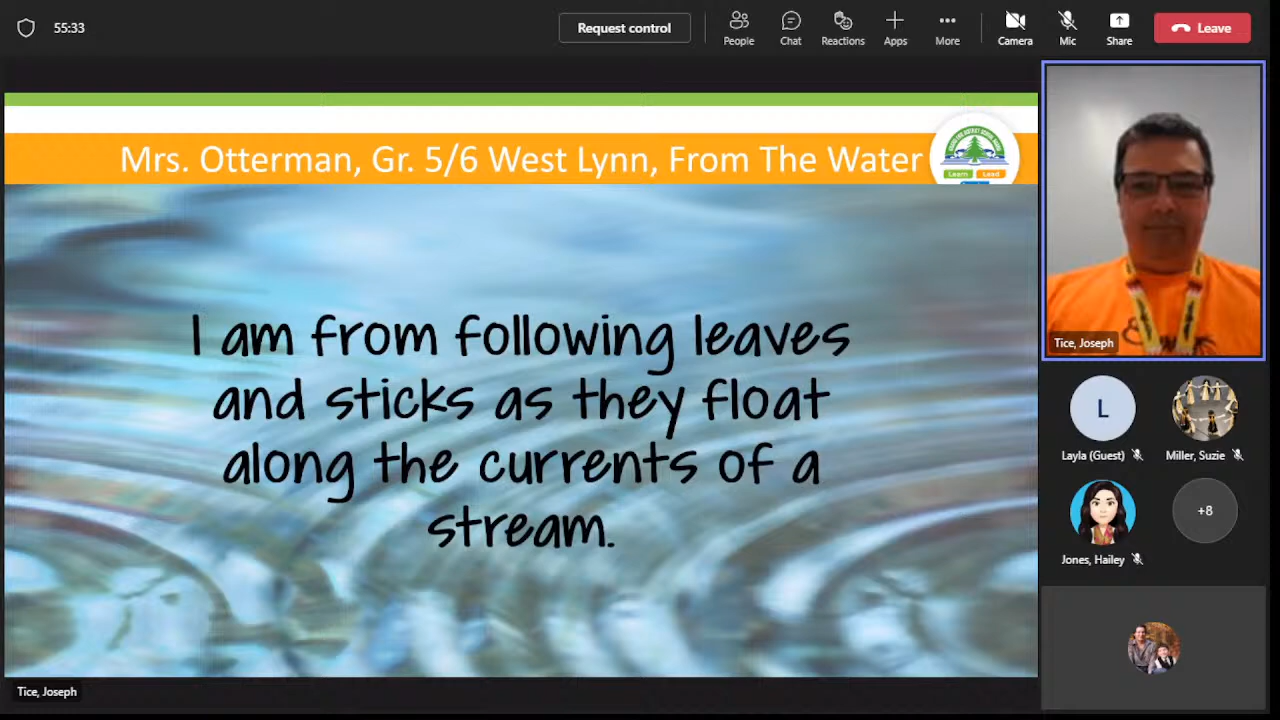 55:33
Request control
People
Chat
Reactions
Apps
More
Camera
Mic
Share
Leave
Mrs. Otterman, Gr. 5/6 West Lynn, From The Water
Learn
Lead
I am from following leaves
and sticks as they float
along the currents of a
stream.
Tice, Joseph
L
Layla (Guest)
Miller, Suzie
Jones, Hailey
+8
Tice, Joseph